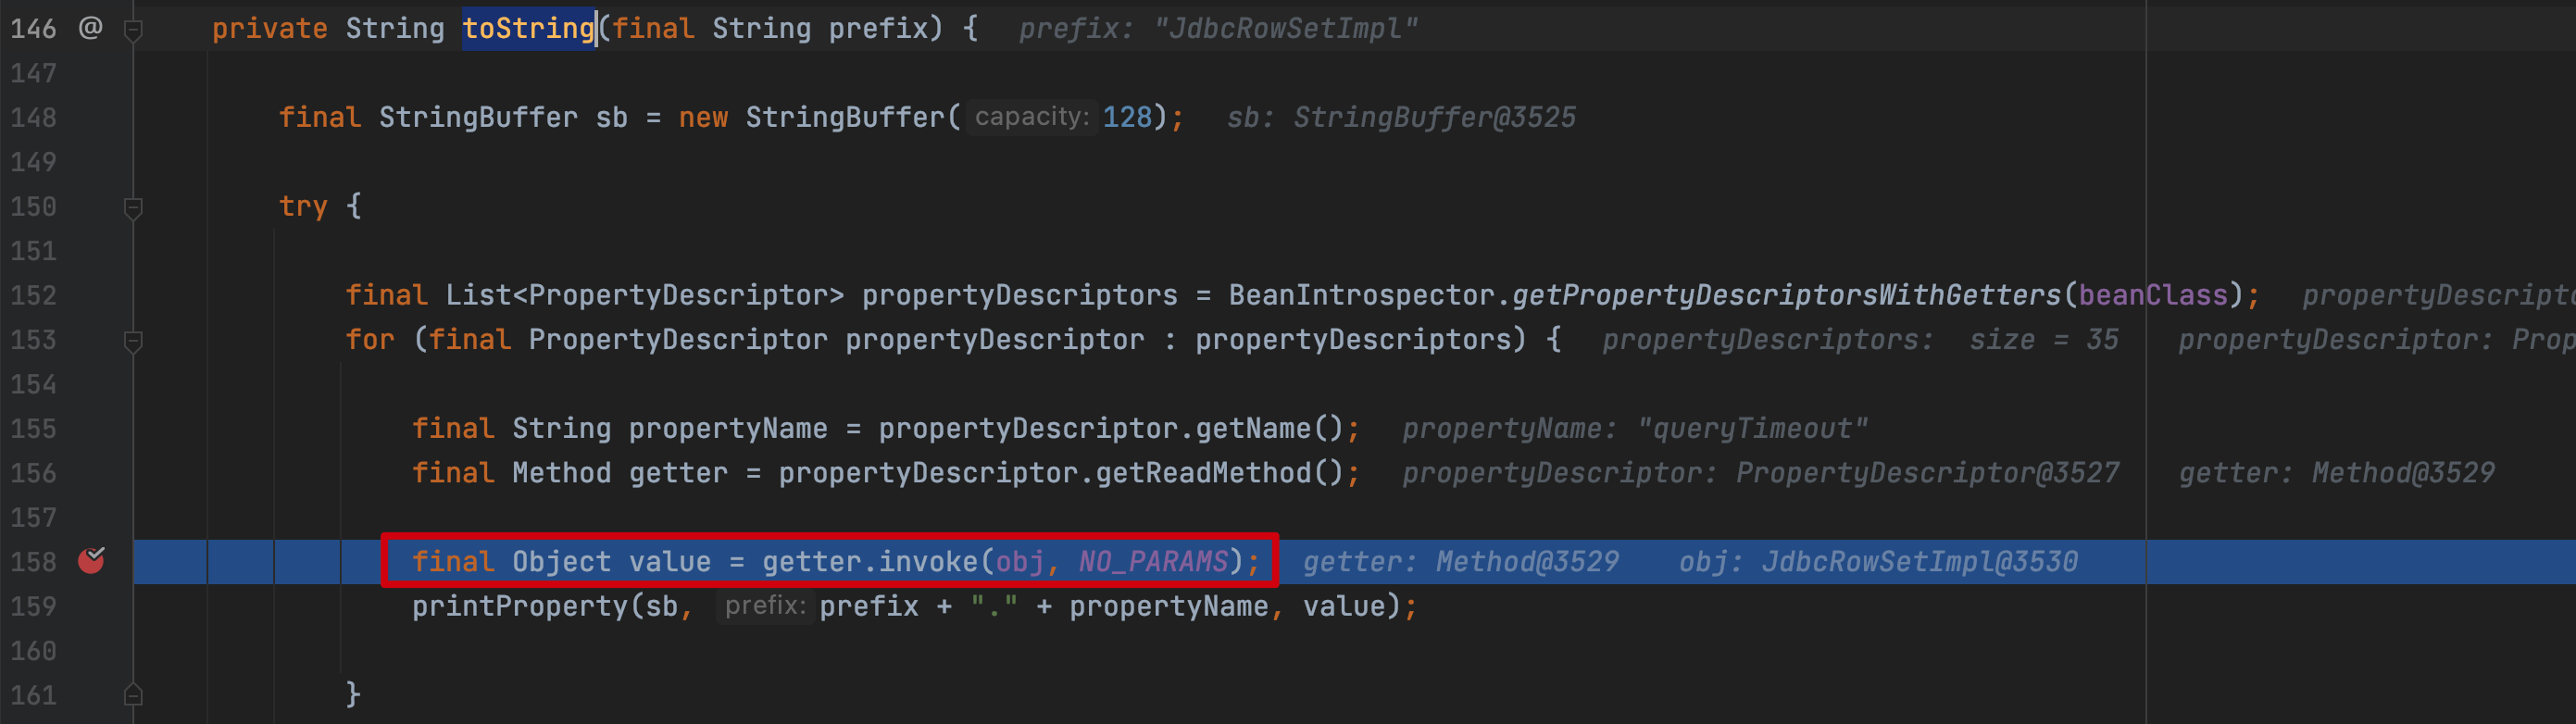 146 @ private String toString(final String prefix) { prefix: "JdbcRowSetImpl"
147
148 final StringBuffer sb = new StringBuffer( capacity: 128); sb: StringBuffer@3525
149
150 try {
151
152 final List<PropertyDescriptor> propertyDescriptors = BeanIntrospector.getPropertyDescriptorsWithGetters(beanClass); propertyDescripto
153 for (final PropertyDescriptor propertyDescriptor : propertyDescriptors) { propertyDescriptors: size = 35 propertyDescriptor: Prop
154
155 final String propertyName = propertyDescriptor.getName(); propertyName: "queryTimeout"
156 final Method getter = propertyDescriptor.getReadMethod(); propertyDescriptor: PropertyDescriptor@3527 getter: Method@3529
157
158 final Object value = getter.invoke(obj, NO_PARAMS); getter: Method@3529 obj: JdbcRowSetImpl@3530
159 printProperty(sb, prefix: prefix + "." + propertyName, value);
160
161 }